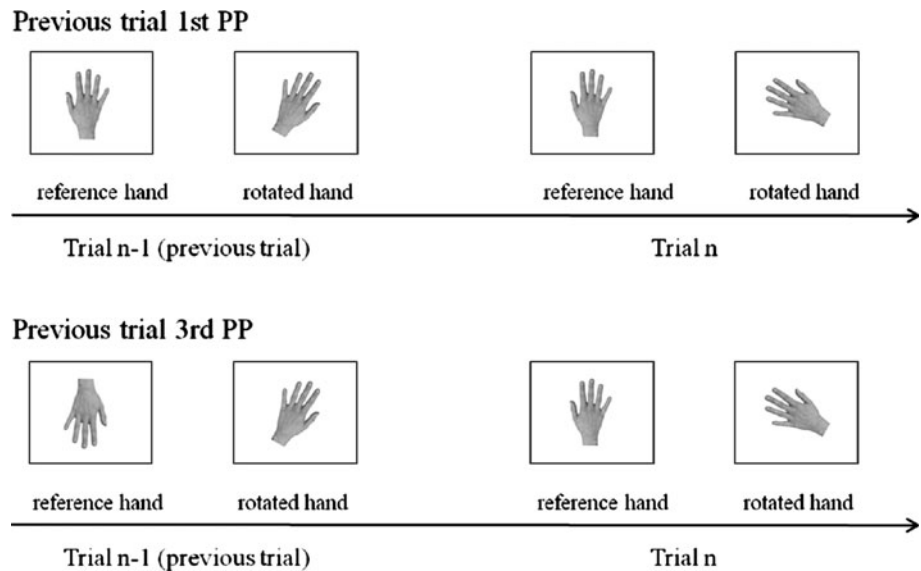 Previous trial 1st PP
reference hand rotated hand reference hand rotated hand
Trial n-1 (previous trial) Trial n
Previous trial 3rd PP
reference hand rotated hand reference hand rotated hand
Trial n-1 (previous trial) Trial n